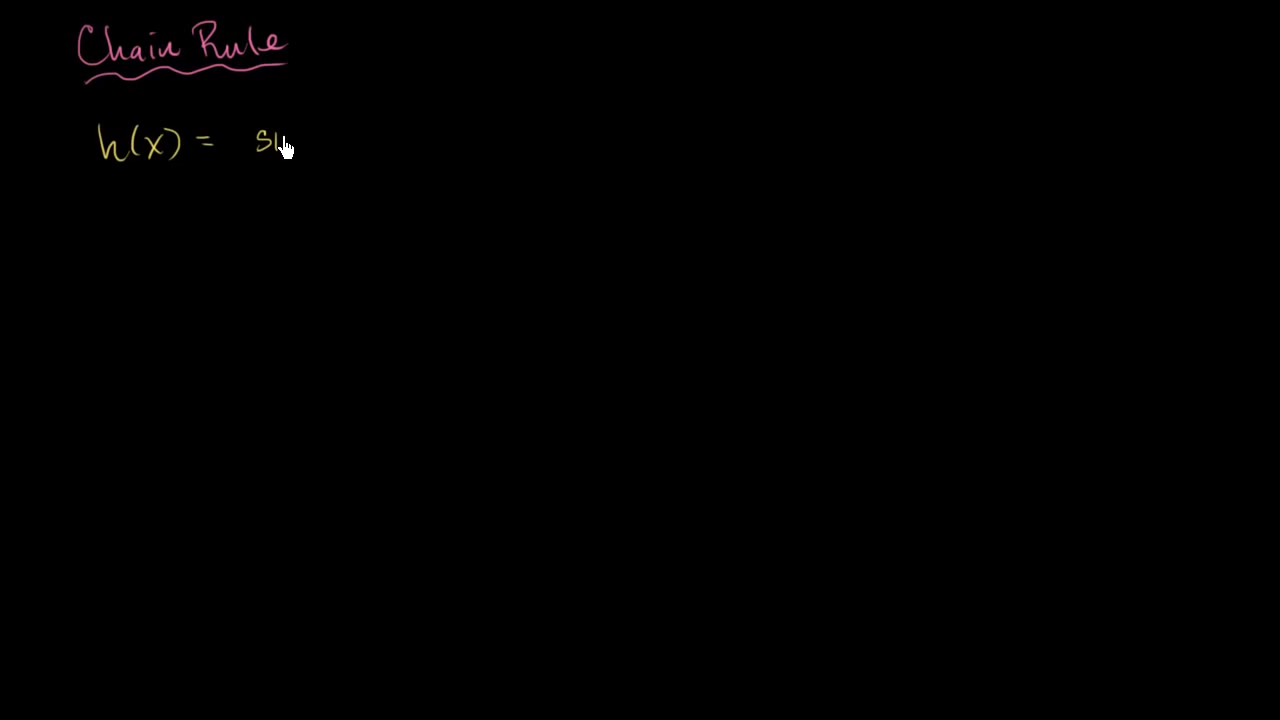 Chain Rule
h(x) =